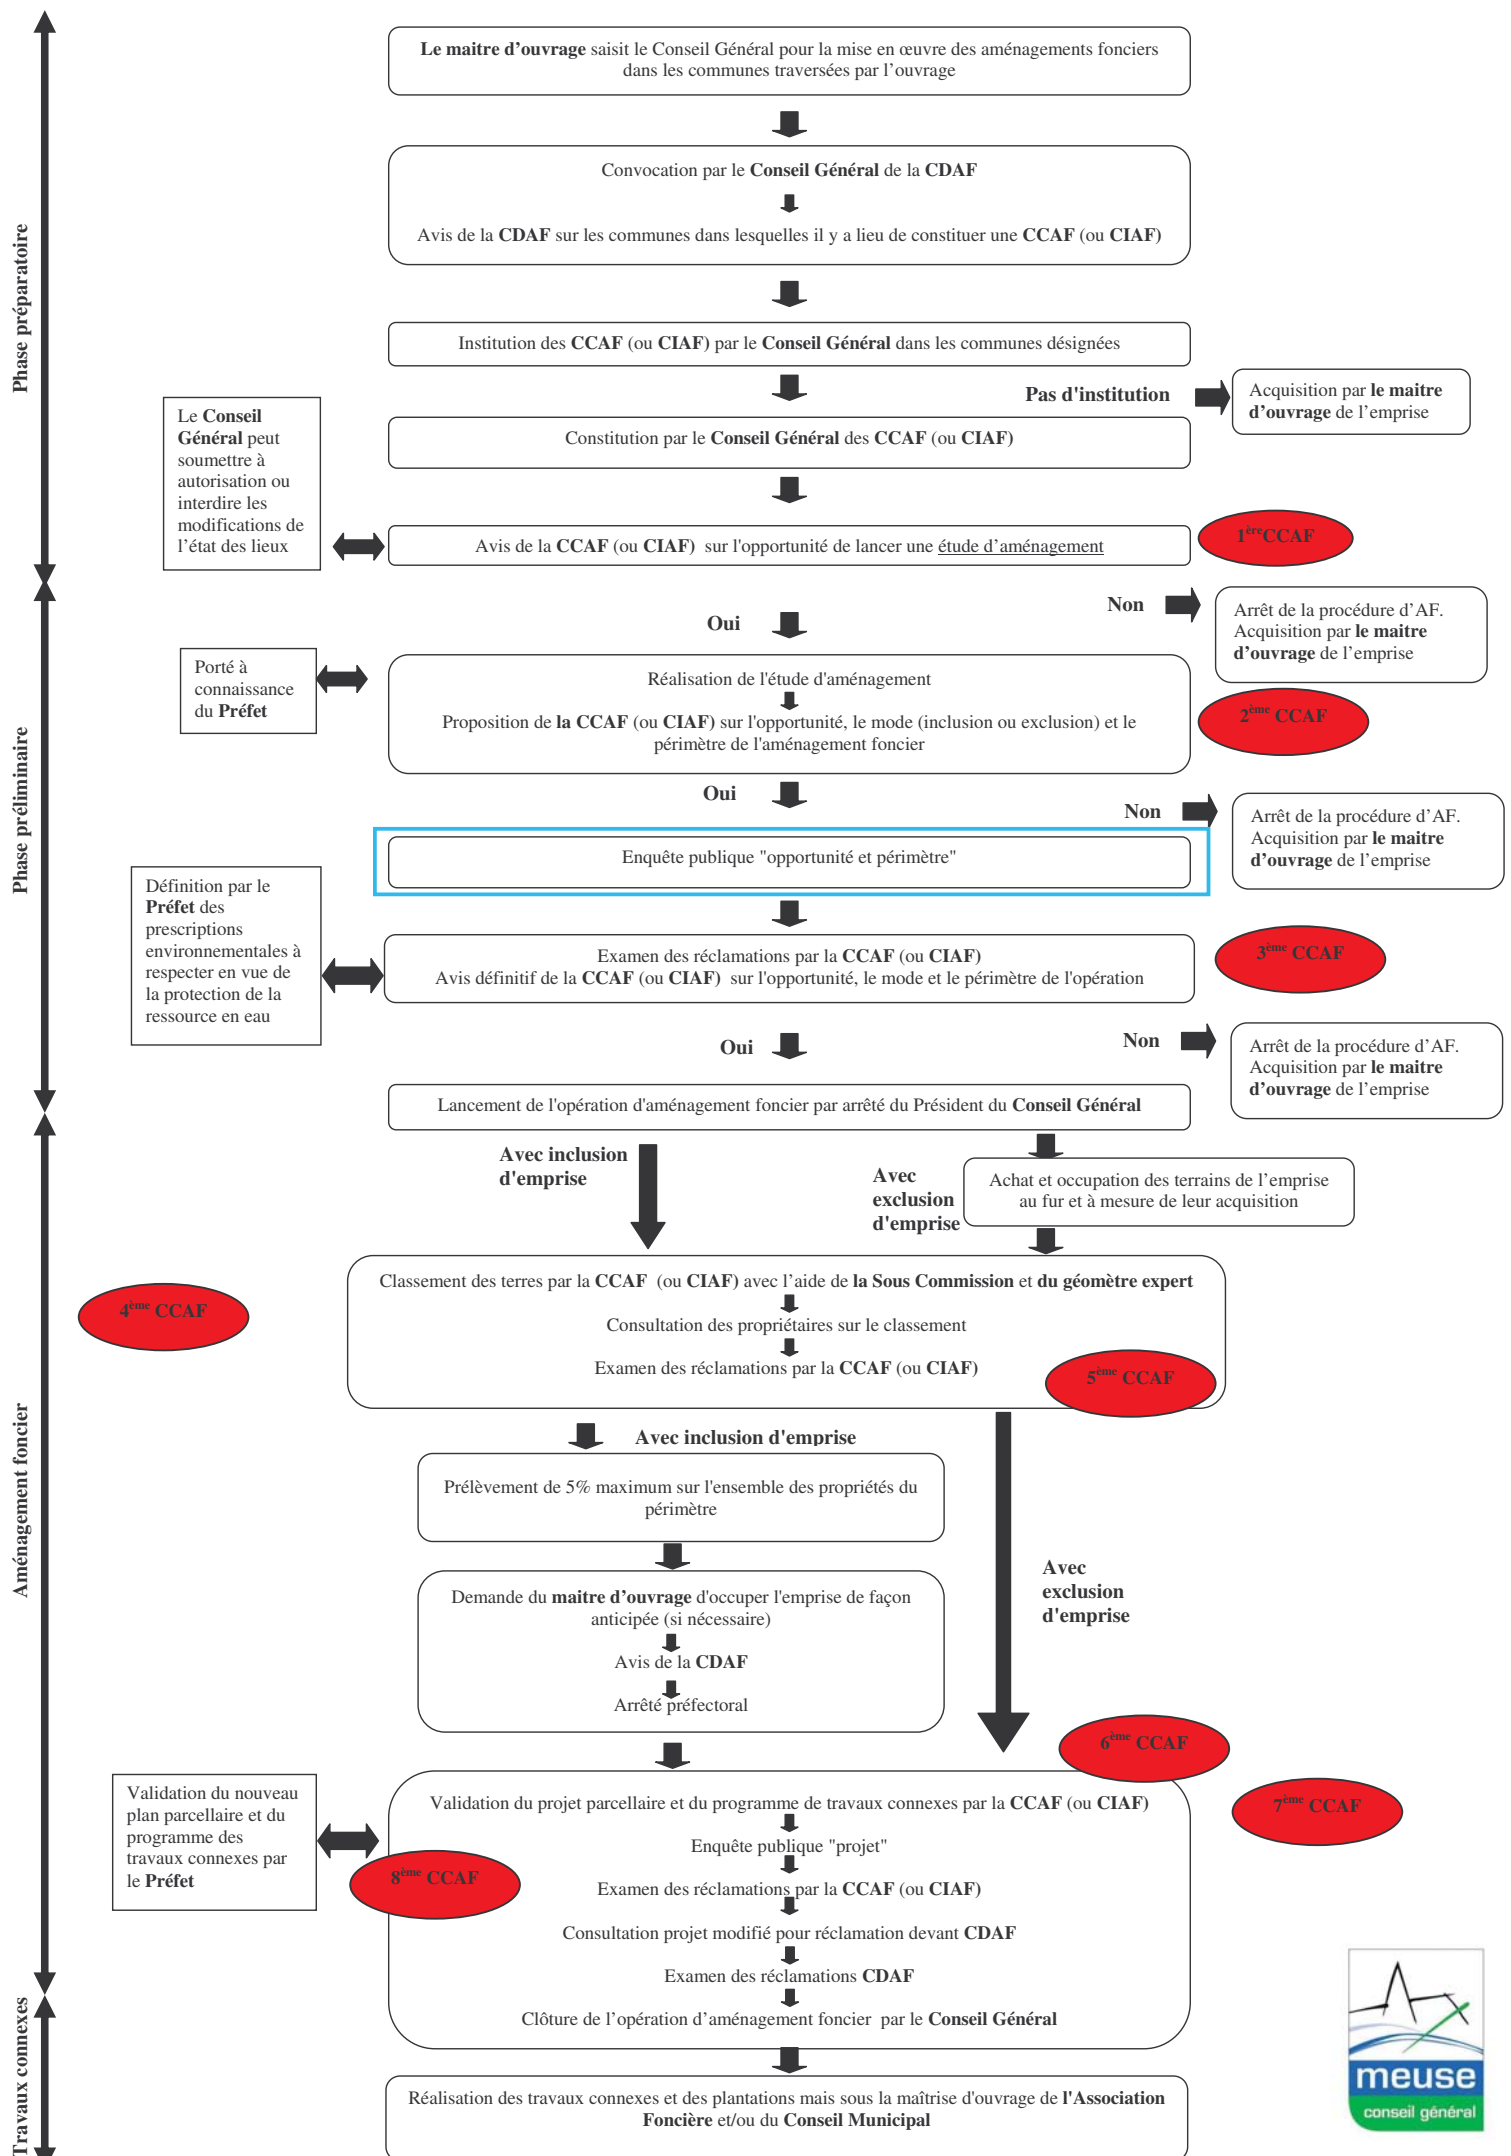 Le maitre d'ouvrage saisit le Conseil Général pour la mise en œuvre des aménagements fonciers
dans les communes traversées par l'ouvrage
Phase préparatoire
Convocation par le Conseil Général de la CDAF
Avis de la CDAF sur les communes dans lesquelles il y a lieu de constituer une CCAF (ou CIAF)
Institution des CCAF (ou CIAF) par le Conseil Général dans les communes désignées
Pas d'institution
Acquisition par le maitre
d'ouvrage de l'emprise
Constitution par le Conseil Général des CCAF (ou CIAF)
Le Conseil
Général peut
soumettre à
autorisation ou
interdire les
modifications de
l'état des lieux
Avis de la CCAF (ou CIAF) sur l'opportunité de lancer une étude d'aménagement
1ère CCAF
Phase préliminaire
Oui
Non
Arrêt de la procédure d'AF.
Acquisition par le maitre
d'ouvrage de l'emprise
Porté à
connaissance
du Préfet
Réalisation de l'étude d'aménagement
Proposition de la CCAF (ou CIAF) sur l'opportunité, le mode (inclusion ou exclusion) et le
périmètre de l'aménagement foncier
2ème CCAF
Oui
Non
Arrêt de la procédure d'AF.
Acquisition par le maitre
d'ouvrage de l'emprise
Enquête publique "opportunité et périmètre"
Définition par le
Préfet des
prescriptions
environnementales à
respecter en vue de
la protection de la
ressource en eau
Examen des réclamations par la CCAF (ou CIAF)
Avis définitif de la CCAF (ou CIAF) sur l'opportunité, le mode et le périmètre de l'opération
3ème CCAF
Oui
Non
Arrêt de la procédure d'AF.
Acquisition par le maitre
d'ouvrage de l'emprise
Lancement de l'opération d'aménagement foncier par arrêté du Président du Conseil Général
Aménagement foncier
Avec inclusion
d'emprise
Avec
exclusion
d'emprise
Achat et occupation des terrains de l'emprise
au fur et à mesure de leur acquisition
4ème CCAF
Classement des terres par la CCAF (ou CIAF) avec l'aide de la Sous Commission et du géomètre expert
Consultation des propriétaires sur le classement
Examen des réclamations par la CCAF (ou CIAF)
5ème CCAF
Avec inclusion d'emprise
Prélèvement de 5% maximum sur l'ensemble des propriétés du
périmètre
Demande du maitre d'ouvrage d'occuper l'emprise de façon
anticipée (si nécessaire)
Avis de la CDAF
Arrêté préfectoral
Avec
exclusion
d'emprise
6ème CCAF
7ème CCAF
Validation du nouveau
plan parcellaire et du
programme des
travaux connexes par
le Préfet
8ème CCAF
Validation du projet parcellaire et du programme de travaux connexes par la CCAF (ou CIAF)
Enquête publique "projet"
Examen des réclamations par la CCAF (ou CIAF)
Consultation projet modifié pour réclamation devant CDAF
Examen des réclamations CDAF
Clôture de l'opération d'aménagement foncier par le Conseil Général
Travaux connexes
Réalisation des travaux connexes et des plantations mais sous la maîtrise d'ouvrage de l'Association
Foncière et/ou du Conseil Municipal
meuse
conseil général